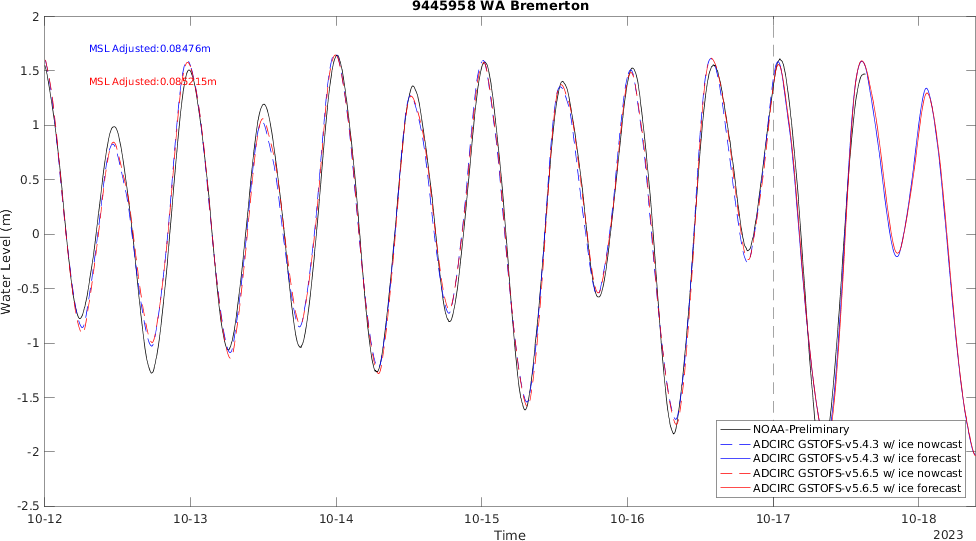 9445958 WA Bremerton
MSL Adjusted:0.08476m
MSL Adjusted:0.085215m
Water Level (m)
2
1.5
1
0.5
0
-0.5
-1
-1.5
-2
-2.5
NOAA-Preliminary
ADCIRC GSTOFS-v5.4.3 w/ ice nowcast
ADCIRC GSTOFS-v5.4.3 w/ ice forecast
ADCIRC GSTOFS-v5.6.5 w/ ice nowcast
ADCIRC GSTOFS-v5.6.5 w/ ice forecast
10-12 10-13 10-14 10-15 10-16 10-17 10-18
Time
2023